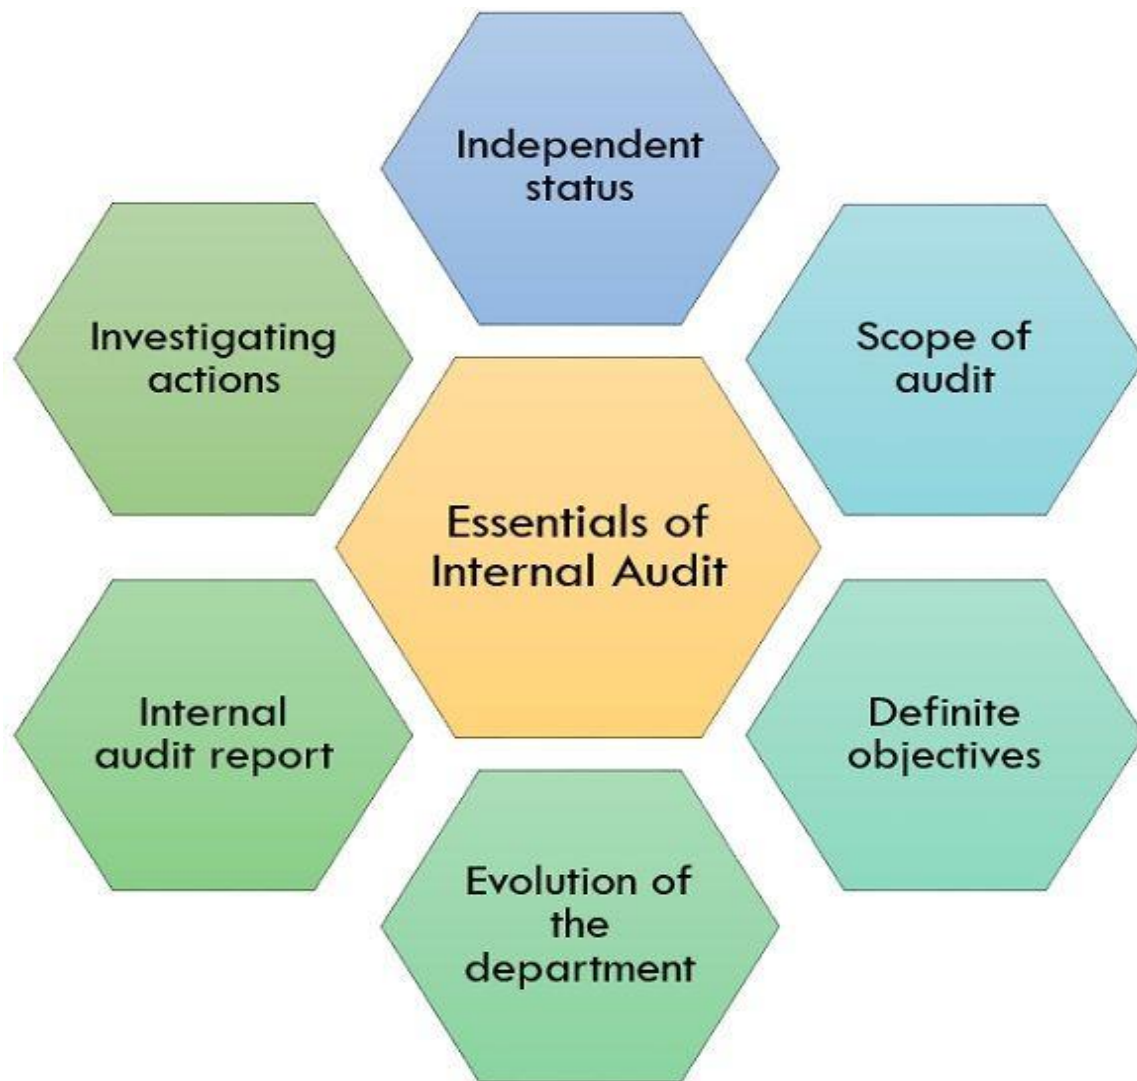 Independent
status
Scope of
audit
Definite
objectives
Evolution of
the
department
Internal
audit report
Investigating
actions
Essentials of
Internal Audit